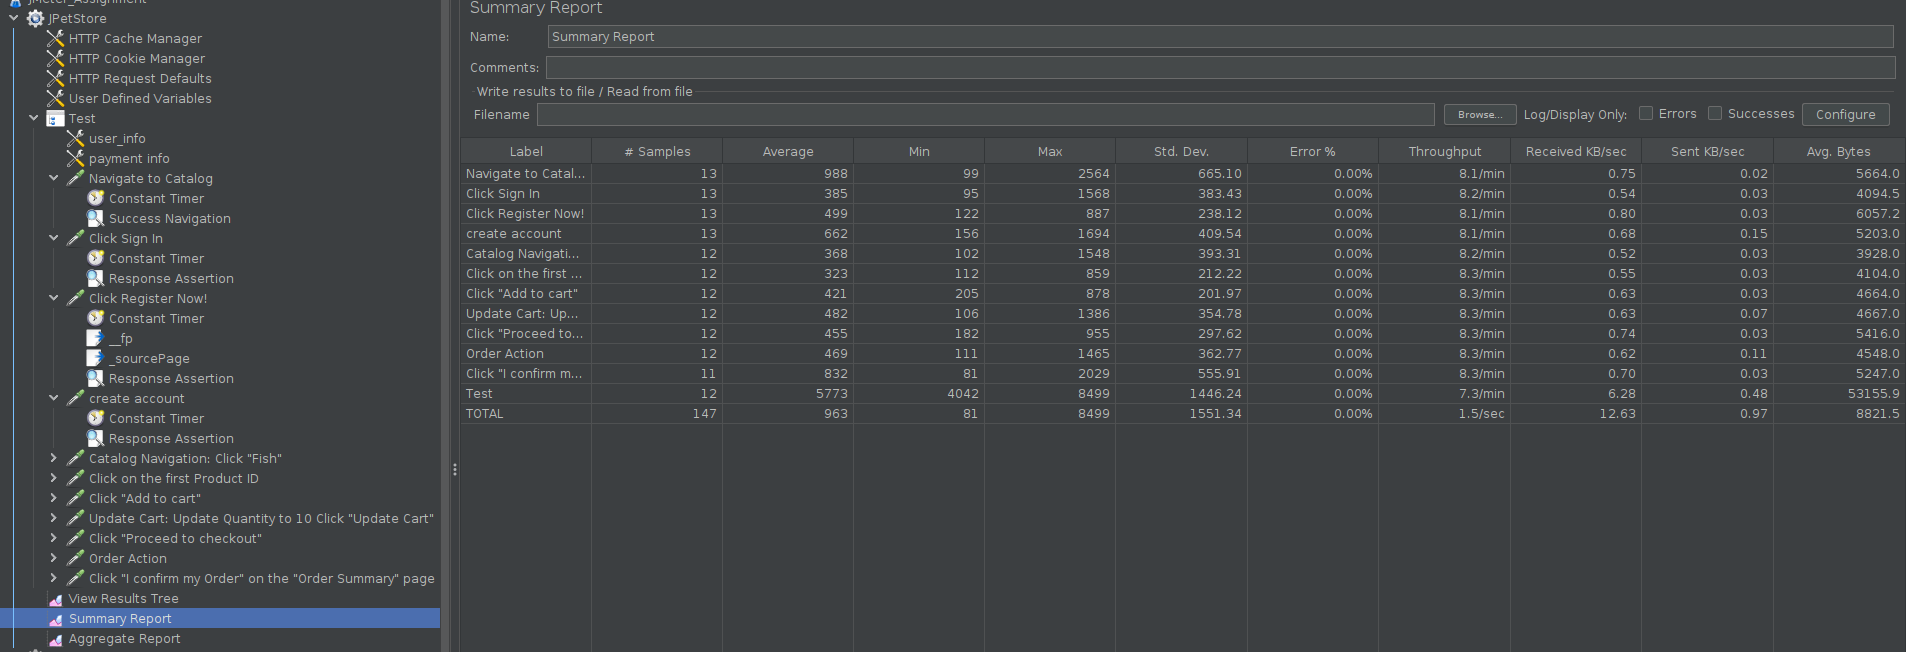 JMeter_Assignment
JPetStore
HTTP Cache Manager
HTTP Cookie Manager
HTTP Request Defaults
User Defined Variables
Test
user_info
payment info
Navigate to Catalog
Constant Timer
Success Navigation
Click Sign In
Constant Timer
Response Assertion
Click Register Now!
Constant Timer
__fp
_sourcePage
Response Assertion
create account
Constant Timer
Response Assertion
Catalog Navigation: Click "Fish"
Click on the first Product ID
Click "Add to cart"
Update Cart: Update Quantity to 10 Click "Update Cart"
Click "Proceed to checkout"
Order Action
Click "I confirm my Order" on the "Order Summary" page
View Results Tree
Summary Report
Aggregate Report
Summary Report
Name: Summary Report
Comments:
Write results to file / Read from file
Filename Browse... Log/Display Only: Errors Successes Configure
Label # Samples Average Min Max Std. Dev. Error % Throughput Received KB/sec Sent KB/sec Avg. Bytes
Navigate to Catal... 13 988 99 2564 665.10 0.00% 8.1/min 0.75 0.02 5664.0
Click Sign In 13 385 95 1568 383.43 0.00% 8.2/min 0.54 0.03 4094.5
Click Register Now! 13 499 122 887 238.12 0.00% 8.1/min 0.80 0.03 6057.2
create account 13 662 156 1694 409.54 0.00% 8.1/min 0.68 0.15 5203.0
Catalog Navigati... 12 368 102 1548 393.31 0.00% 8.2/min 0.52 0.03 3928.0
Click on the first ... 12 323 112 859 212.22 0.00% 8.3/min 0.55 0.03 4104.0
Click "Add to cart" 12 421 205 878 201.97 0.00% 8.3/min 0.63 0.03 4664.0
Update Cart: Up... 12 482 106 1386 354.78 0.00% 8.3/min 0.63 0.07 4667.0
Click "Proceed to... 12 455 182 955 297.62 0.00% 8.3/min 0.74 0.03 5416.0
Order Action 12 469 111 1465 362.77 0.00% 8.3/min 0.62 0.11 4548.0
Click "I confirm m... 11 832 81 2029 555.91 0.00% 8.3/min 0.70 0.03 5247.0
Test 12 5773 4042 8499 1446.24 0.00% 7.3/min 6.28 0.48 53155.9
TOTAL 147 963 81 8499 1551.34 0.00% 1.5/sec 12.63 0.97 8821.5